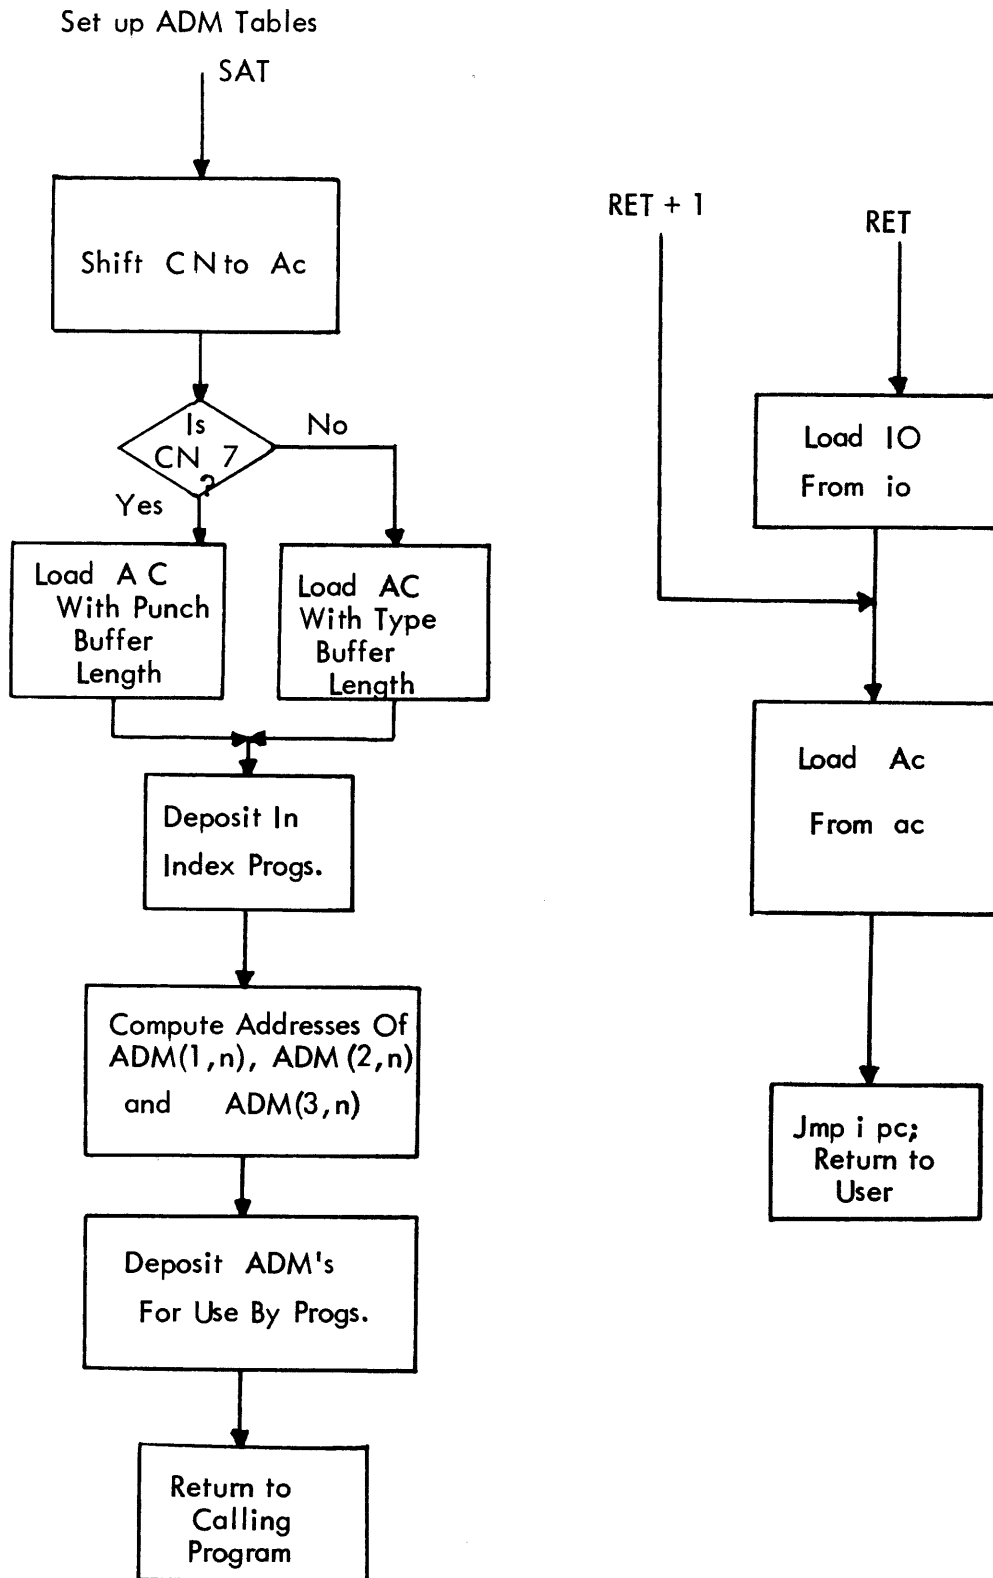 Set up ADM Tables
SAT
Shift CN to Ac
Is
CN 7
?
No
Yes
Load AC
With Punch
Buffer
Length
Load AC
With Type
Buffer
Length
Deposit In
Index Progs.
Compute Addresses Of
ADM(1,n), ADM(2,n)
and ADM(3,n)
Deposit ADM's
For Use By Progs.
Return to
Calling
Program
RET + 1
RET
Load IO
From io
Load Ac
From ac
Jmp i pc;
Return to
User